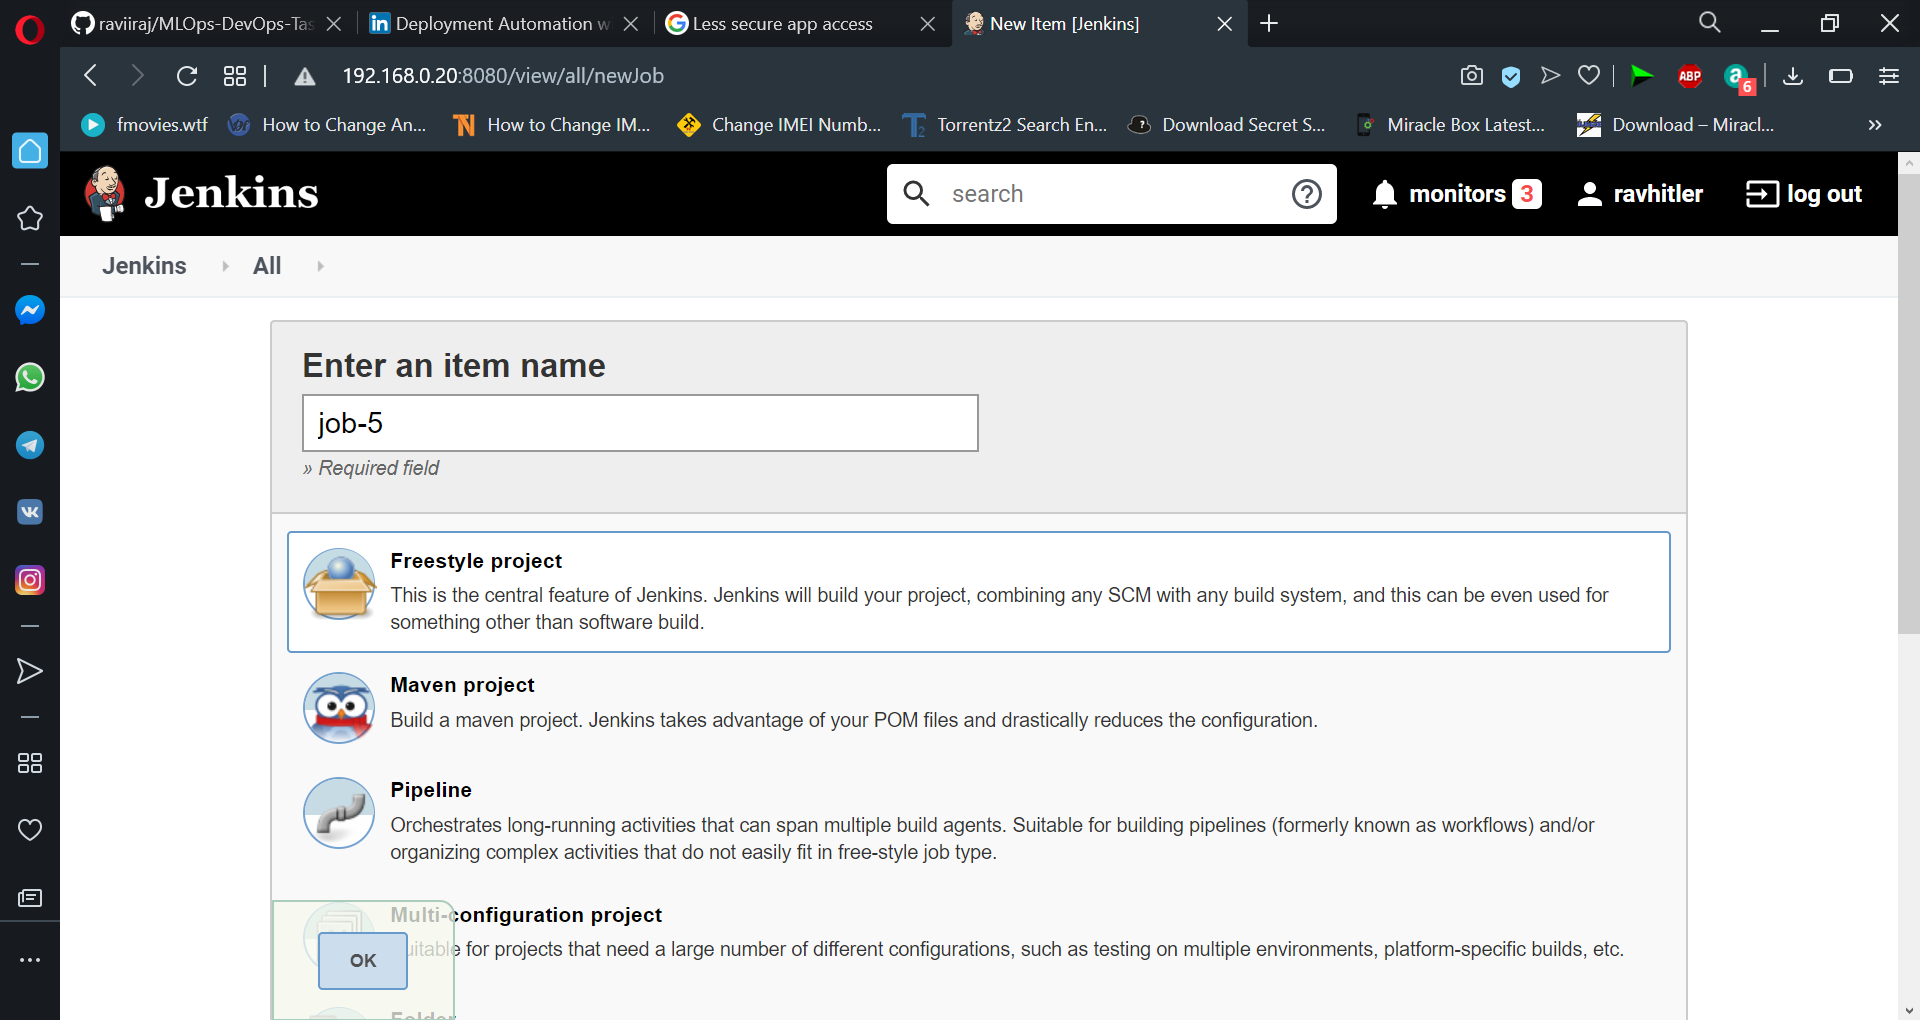 raviiraj/MLOps-DevOps-Tas
Deployment Automation w
Less secure app access
New Item [Jenkins]
192.168.0.20:8080/view/all/newJob
ABP
a
6
fmovies.wtf
How to Change An...
How to Change IM...
Change IMEI Numb...
Torrentz2 Search En...
Download Secret S...
Miracle Box Latest...
Download – Miracl...
Jenkins
search
monitors 3
ravhitler
log out
Jenkins
All
Enter an item name
job-5
» Required field
Freestyle project
This is the central feature of Jenkins. Jenkins will build your project, combining any SCM with any build system, and this can be even used for
something other than software build.
Maven project
Build a maven project. Jenkins takes advantage of your POM files and drastically reduces the configuration.
Pipeline
Orchestrates long-running activities that can span multiple build agents. Suitable for building pipelines (formerly known as workflows) and/or
organizing complex activities that do not easily fit in free-style job type.
Multi-configuration project
uitable for projects that need a large number of different configurations, such as testing on multiple environments, platform-specific builds, etc.
OK
Folder